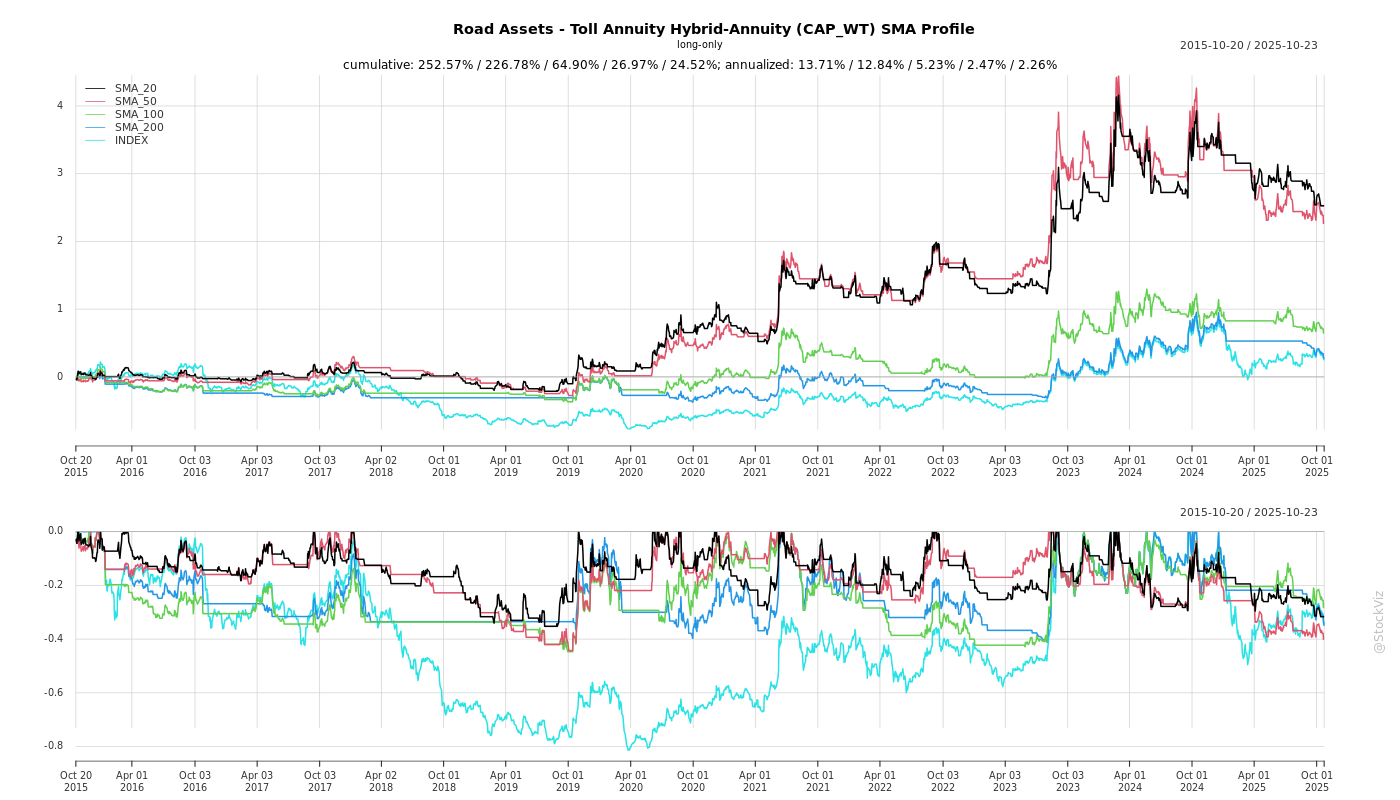 Road Assets - Toll Annuity Hybrid-Annuity (CAP_WT) SMA Profile
long-only
2015-10-20 / 2025-10-23
cumulative: 252.57% / 226.78% / 64.90% / 26.97% / 24.52%; annualized: 13.71% / 12.84% / 5.23% / 2.47% / 2.26%
SMA_20
SMA_50
SMA_100
SMA_200
INDEX
4
3
2
1
0
Oct 20 Apr 01 Oct 03 Apr 03 Oct 03 Apr 02 Oct 01 Apr 01 Oct 01 Apr 01 Oct 01 Apr 01 Oct 01 Apr 01 Oct 03 Apr 03 Oct 03 Apr 01 Oct 01 Apr 01 Oct 01
2015 2016 2016 2017 2017 2018 2018 2019 2019 2020 2020 2021 2021 2022 2022 2023 2023 2024 2024 2025 2025
2015-10-20 / 2025-10-23
0.0
-0.2
-0.4
-0.6
-0.8
Oct 20 Apr 01 Oct 03 Apr 03 Oct 03 Apr 02 Oct 01 Apr 01 Oct 01 Apr 01 Oct 01 Apr 01 Oct 01 Apr 01 Oct 03 Apr 03 Oct 03 Apr 01 Oct 01 Apr 01 Oct 01
2015 2016 2016 2017 2017 2018 2018 2019 2019 2020 2020 2021 2021 2022 2022 2023 2023 2024 2024 2025 2025
@StockViz